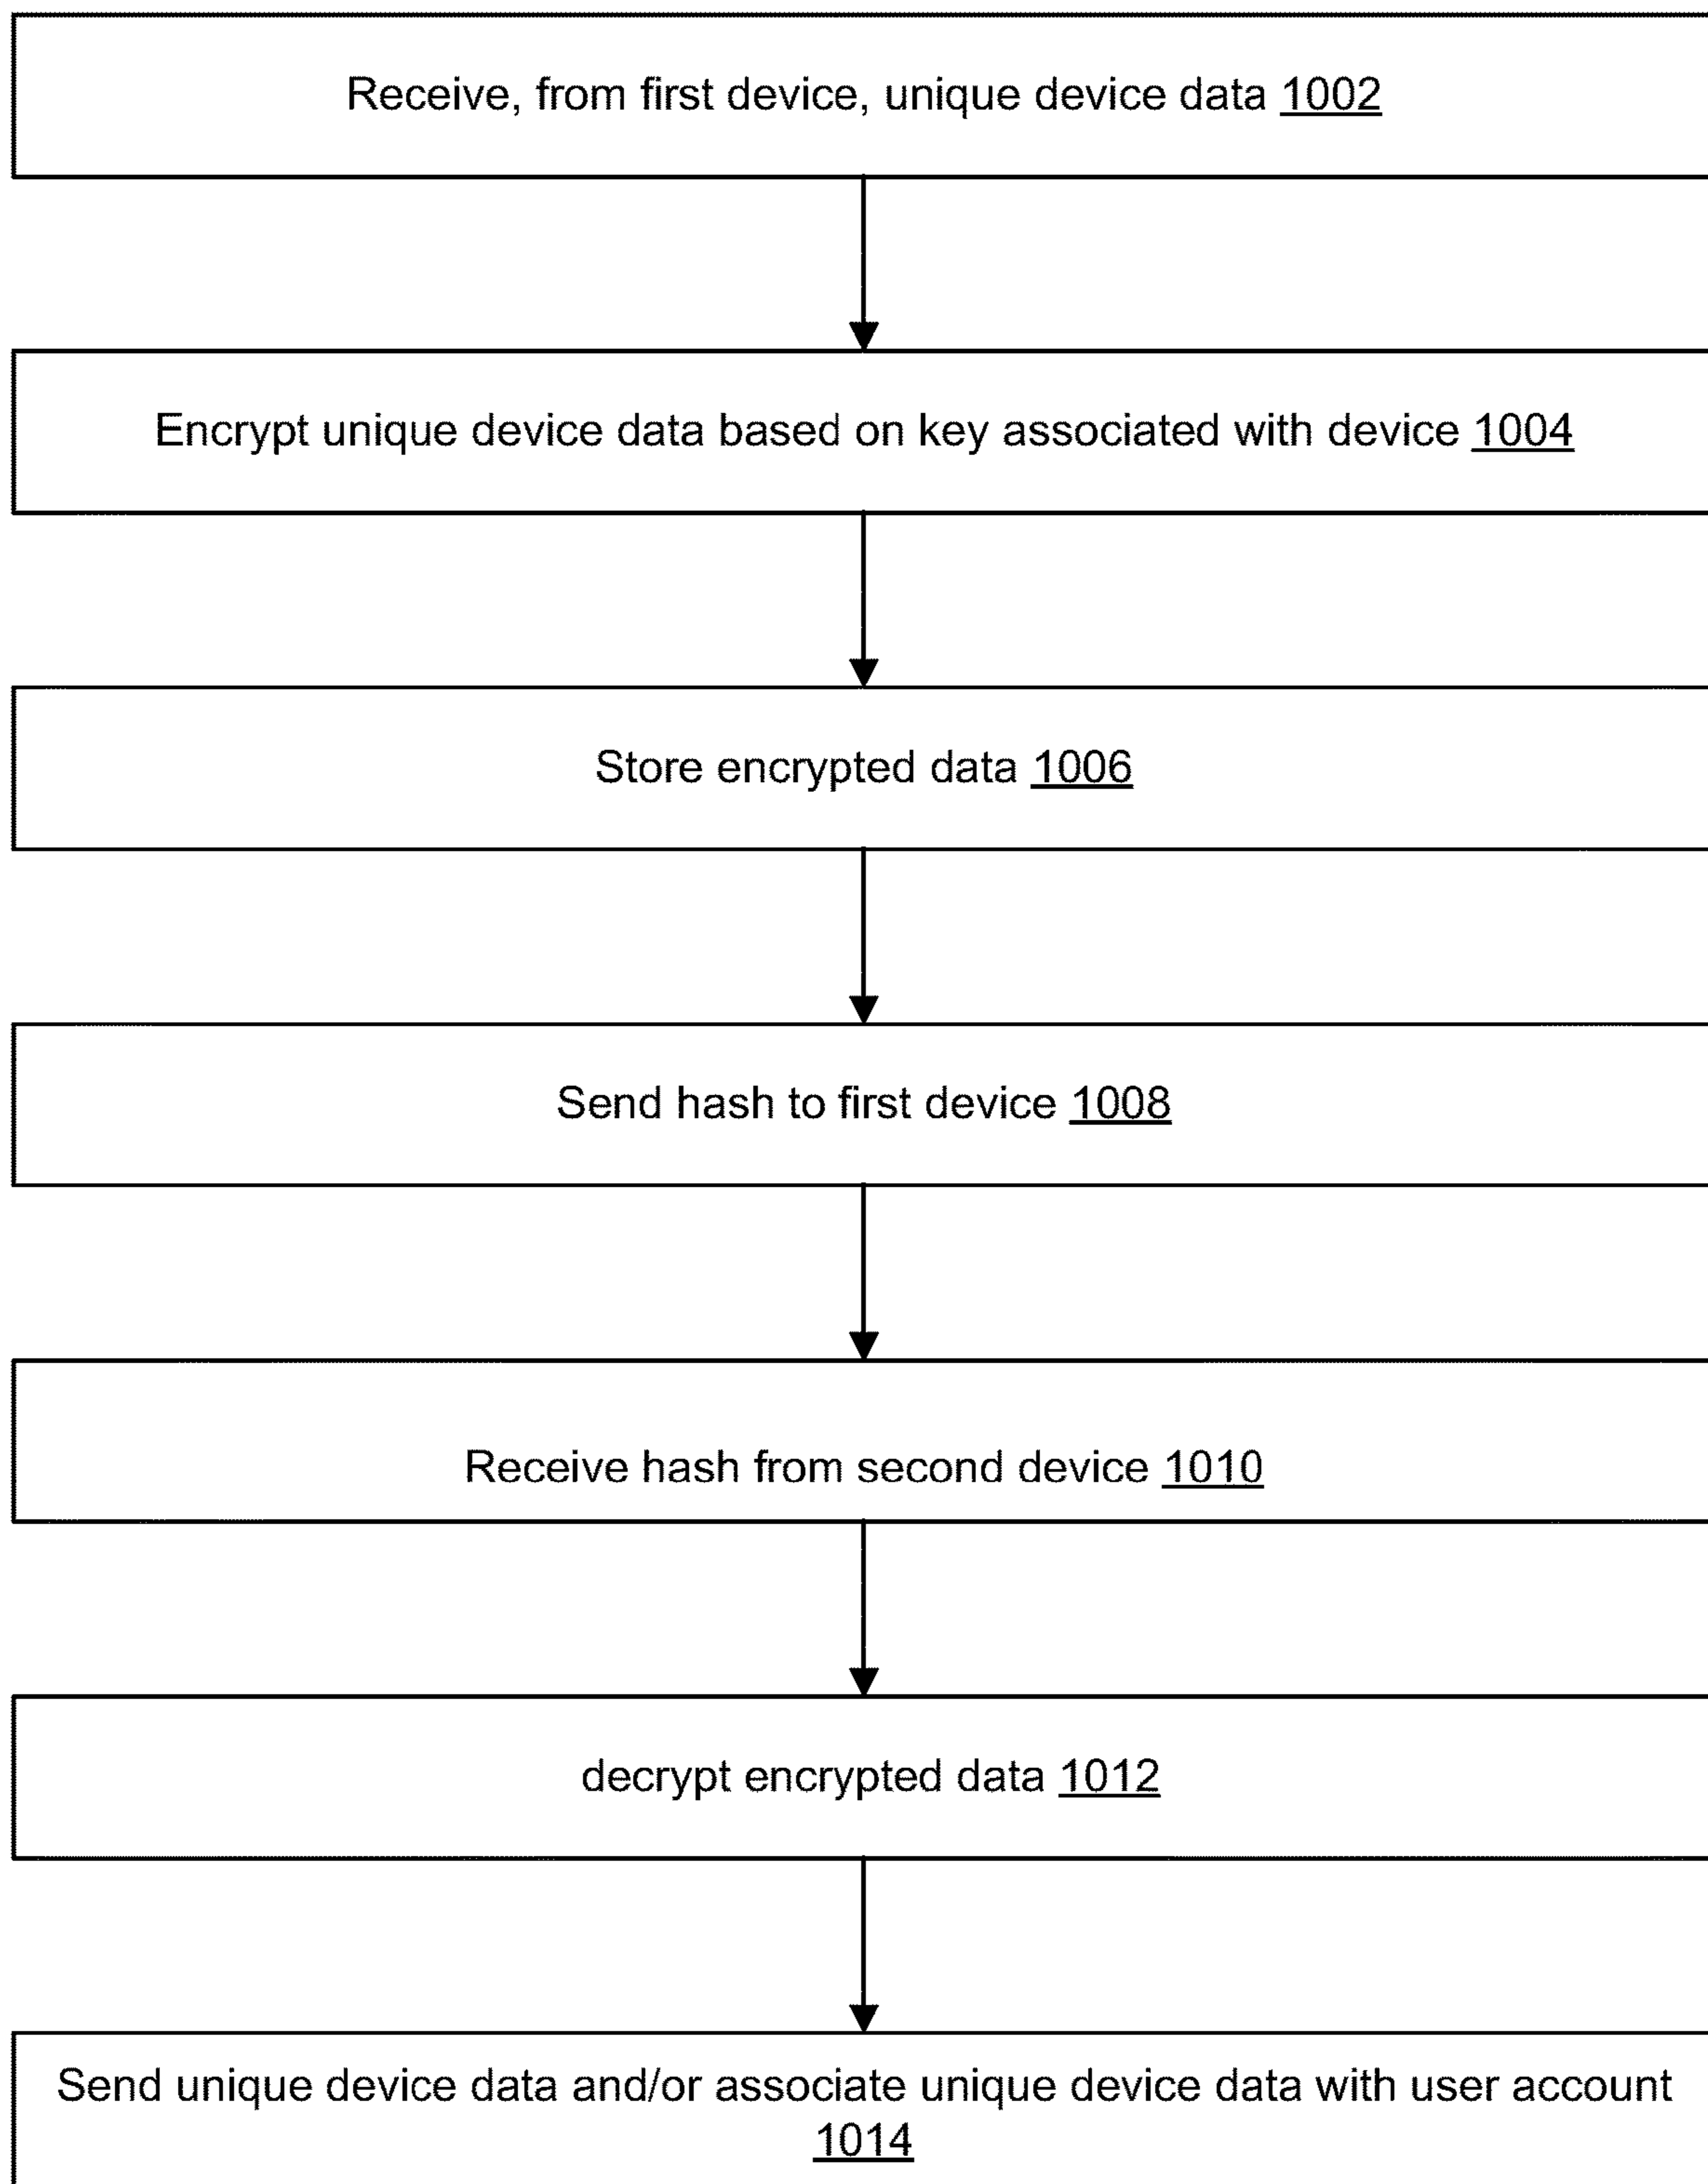 Receive, from first device, unique device data 1002
Encrypt unique device data based on key associated with device 1004
Store encrypted data 1006
Send hash to first device 1008
Receive hash from second device 1010
decrypt encrypted data 1012
Send unique device data and/or associate unique device data with user account
1014